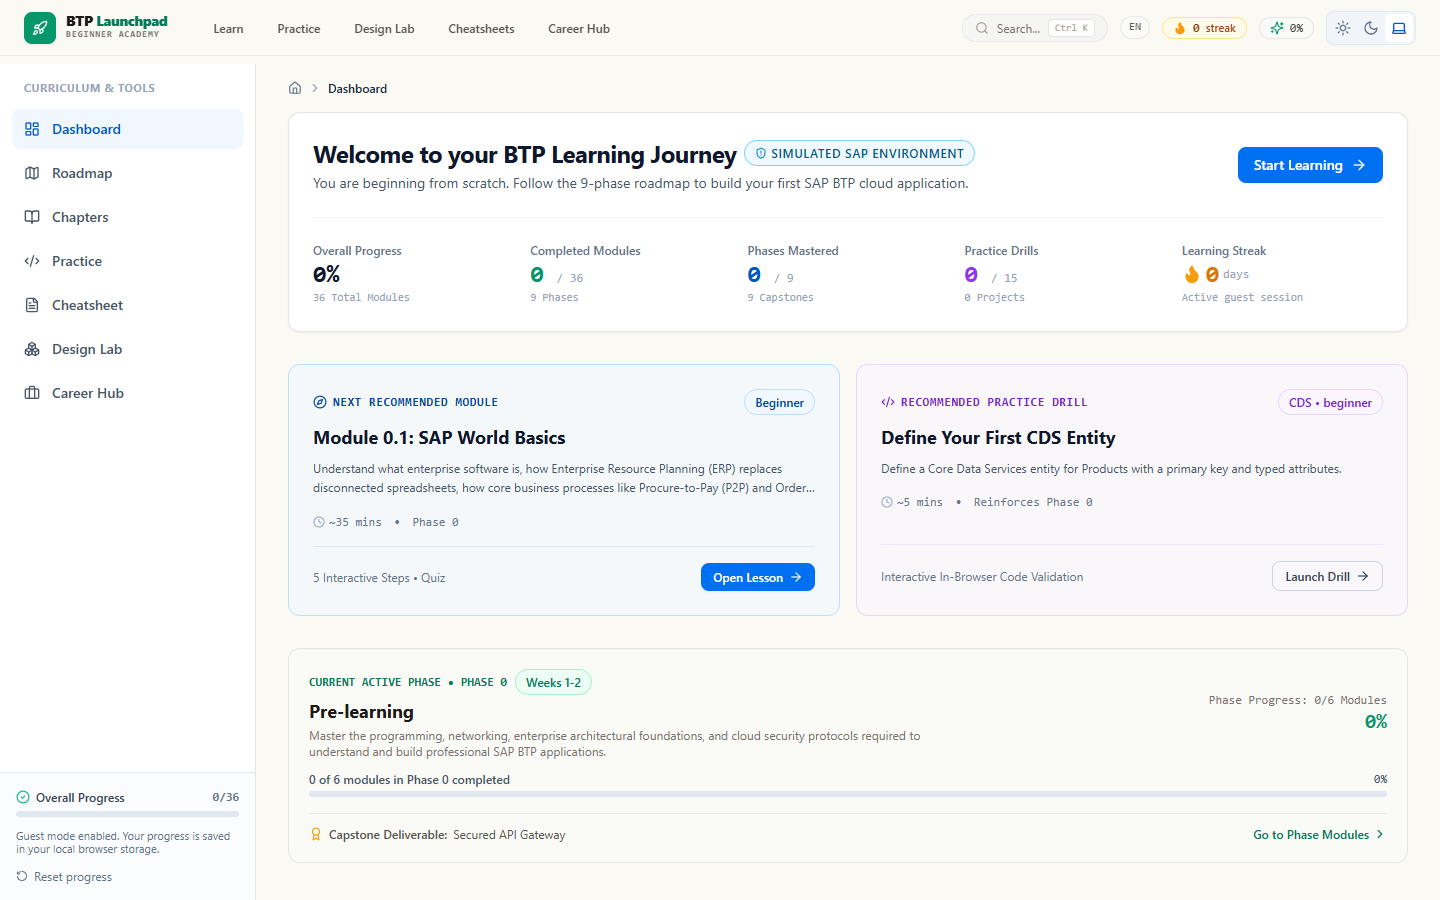 BTP Launchpad
BEGINNER ACADEMY
Learn
Practice
Design Lab
Cheatsheets
Career Hub
Search...
Ctrl K
EN
0 streak
0%
CURRICULUM & TOOLS
Dashboard
Roadmap
Chapters
Practice
Cheatsheet
Design Lab
Career Hub
Overall Progress 0/36
Guest mode enabled. Your progress is saved
in your local browser storage.
Reset progress
Dashboard
Welcome to your BTP Learning Journey
SIMULATED SAP ENVIRONMENT
You are beginning from scratch. Follow the 9-phase roadmap to build your first SAP BTP cloud application.
Start Learning
Overall Progress
0%
36 Total Modules
Completed Modules
0 / 36
9 Phases
Phases Mastered
0 / 9
9 Capstones
Practice Drills
0 / 15
0 Projects
Learning Streak
0 days
Active guest session
NEXT RECOMMENDED MODULE
Beginner
Module 0.1: SAP World Basics
Understand what enterprise software is, how Enterprise Resource Planning (ERP) replaces
disconnected spreadsheets, how core business processes like Procure-to-Pay (P2P) and Order...
~35 mins • Phase 0
5 Interactive Steps • Quiz
Open Lesson
RECOMMENDED PRACTICE DRILL
CDS • beginner
Define Your First CDS Entity
Define a Core Data Services entity for Products with a primary key and typed attributes.
~5 mins • Reinforces Phase 0
Interactive In-Browser Code Validation
Launch Drill
CURRENT ACTIVE PHASE • PHASE 0
Weeks 1-2
Pre-learning
Master the programming, networking, enterprise architectural foundations, and cloud security protocols required to
understand and build professional SAP BTP applications.
Phase Progress: 0/6 Modules
0%
0 of 6 modules in Phase 0 completed
0%
Capstone Deliverable: Secured API Gateway
Go to Phase Modules